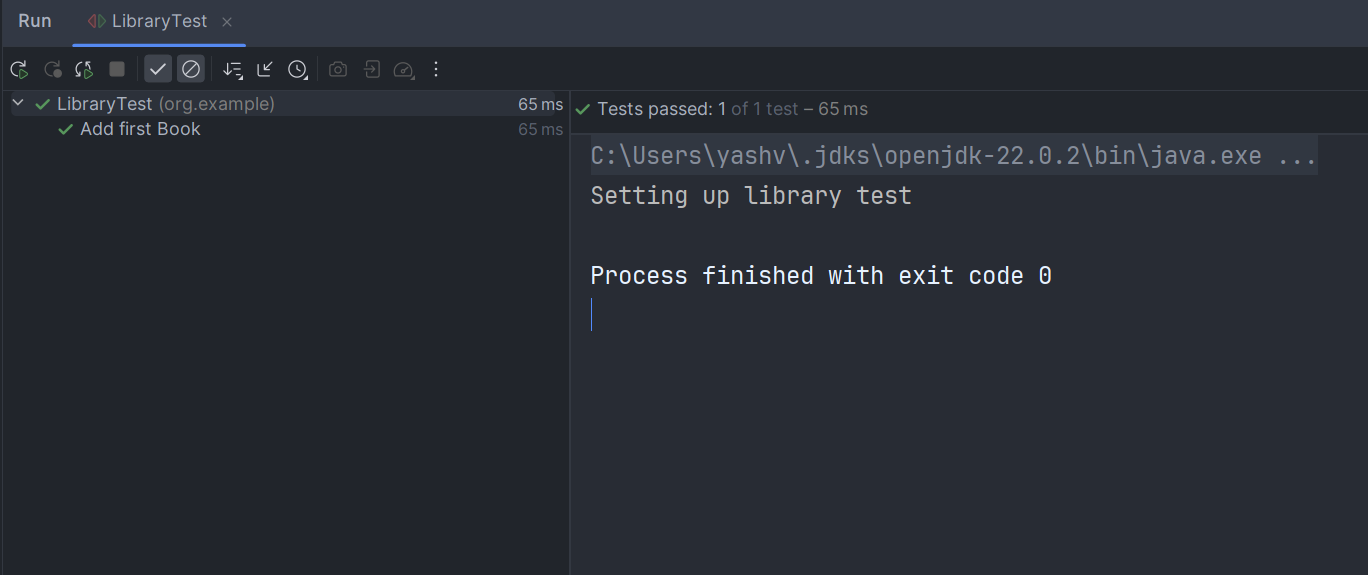 Run LibraryTest
LibraryTest (org.example) 65 ms
Add first Book 65 ms
Tests passed: 1 of 1 test – 65 ms
C:\Users\yashv\.jdks\openjdk-22.0.2\bin\java.exe ...
Setting up library test
Process finished with exit code 0